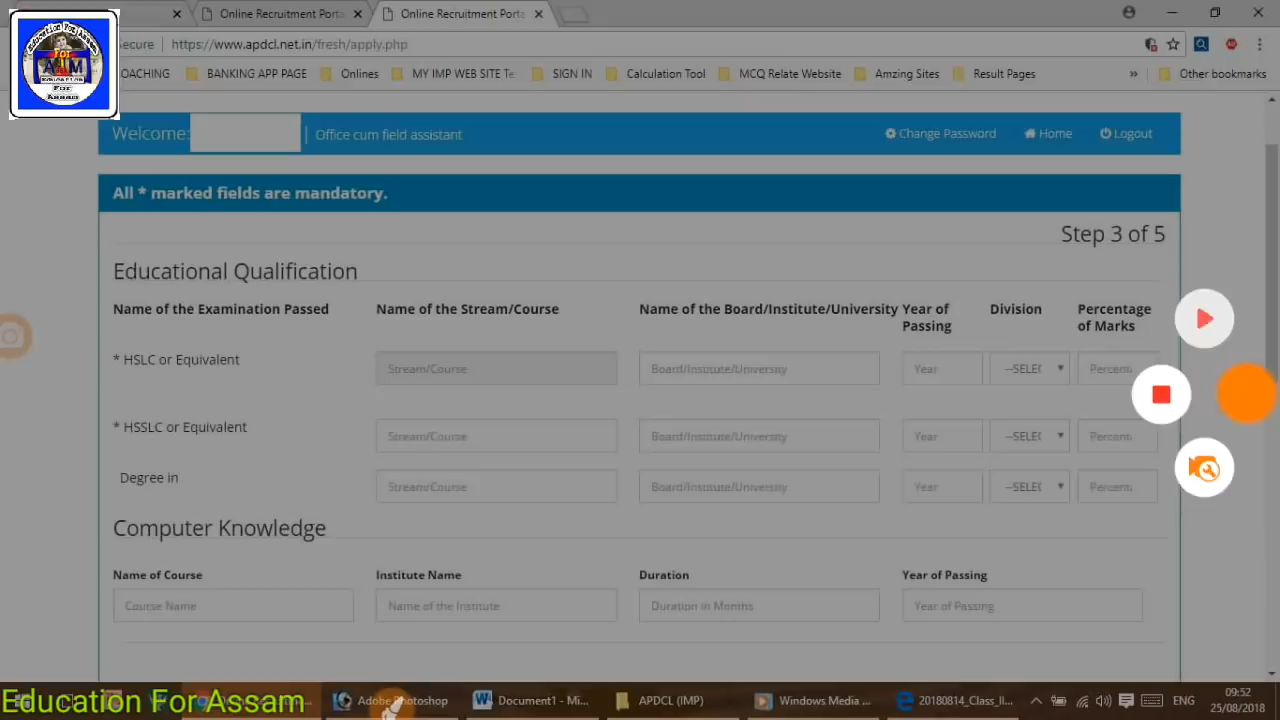 Online Recruitment Porta
Online Recruitment Porta
ecure | https://www.apdcl.net.in/fresh/apply.php
OACHING
BANKING APP PAGE
Onlines
MY IMP WEBSITE
SIGN IN
Calculation Tool
MCQ Relate Website
Amzing Sites
Result Pages
»
Other bookmarks
Welcome:
Office cum field assistant
Change Password
Home
Logout
All * marked fields are mandatory.
Step 3 of 5
Educational Qualification
Name of the Examination Passed
Name of the Stream/Course
Name of the Board/Institute/University
Year of Passing
Division
Percentage of Marks
* HSLC or Equivalent
Stream/Course
Board/Institute/University
Year
--SELEC
Percent
* HSSLC or Equivalent
Stream/Course
Board/Institute/University
Year
--SELEC
Percent
Degree in
Stream/Course
Board/Institute/University
Year
--SELEC
Percent
Computer Knowledge
Name of Course
Institute Name
Duration
Year of Passing
Course Name
Name of the Institute
Duration in Months
Year of Passing
Education For Assam
Adobe Photoshop
Document1 - Mi...
APDCL (IMP)
Windows Media ...
20180814_Class_II...
ENG
09:52
25/08/2018
For
For
Assam